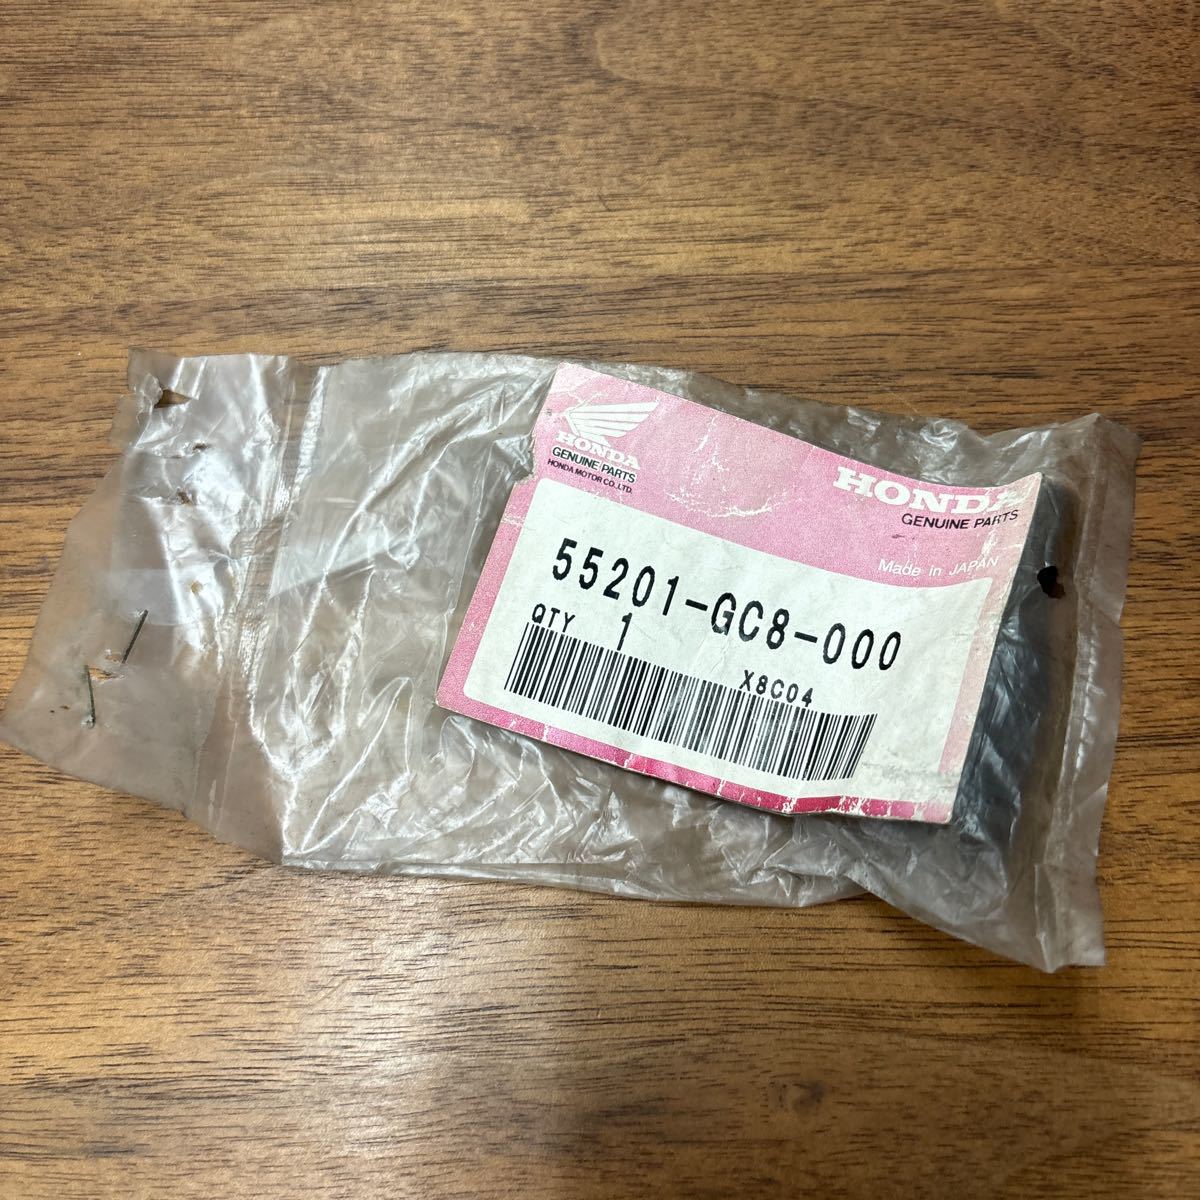 HONDA
GENUINE PARTS
HONDA MOTOR CO.,LTD.
HONDA
GENUINE PARTS
Made in JAPAN
55201-GC8-000
QTY 1
X8C04